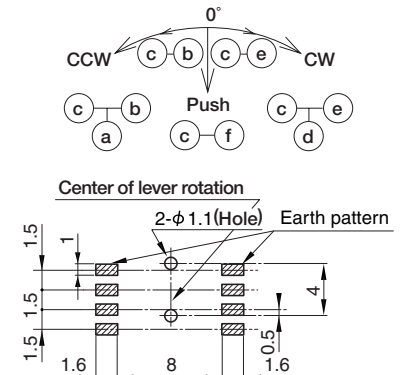 0°
CCW c b c e CW
c b Push c e
a c f d
Center of lever rotation
2-φ1.1(Hole) Earth pattern
1.5 1
1.5 4
1.5 0.5
1.6 8 1.6